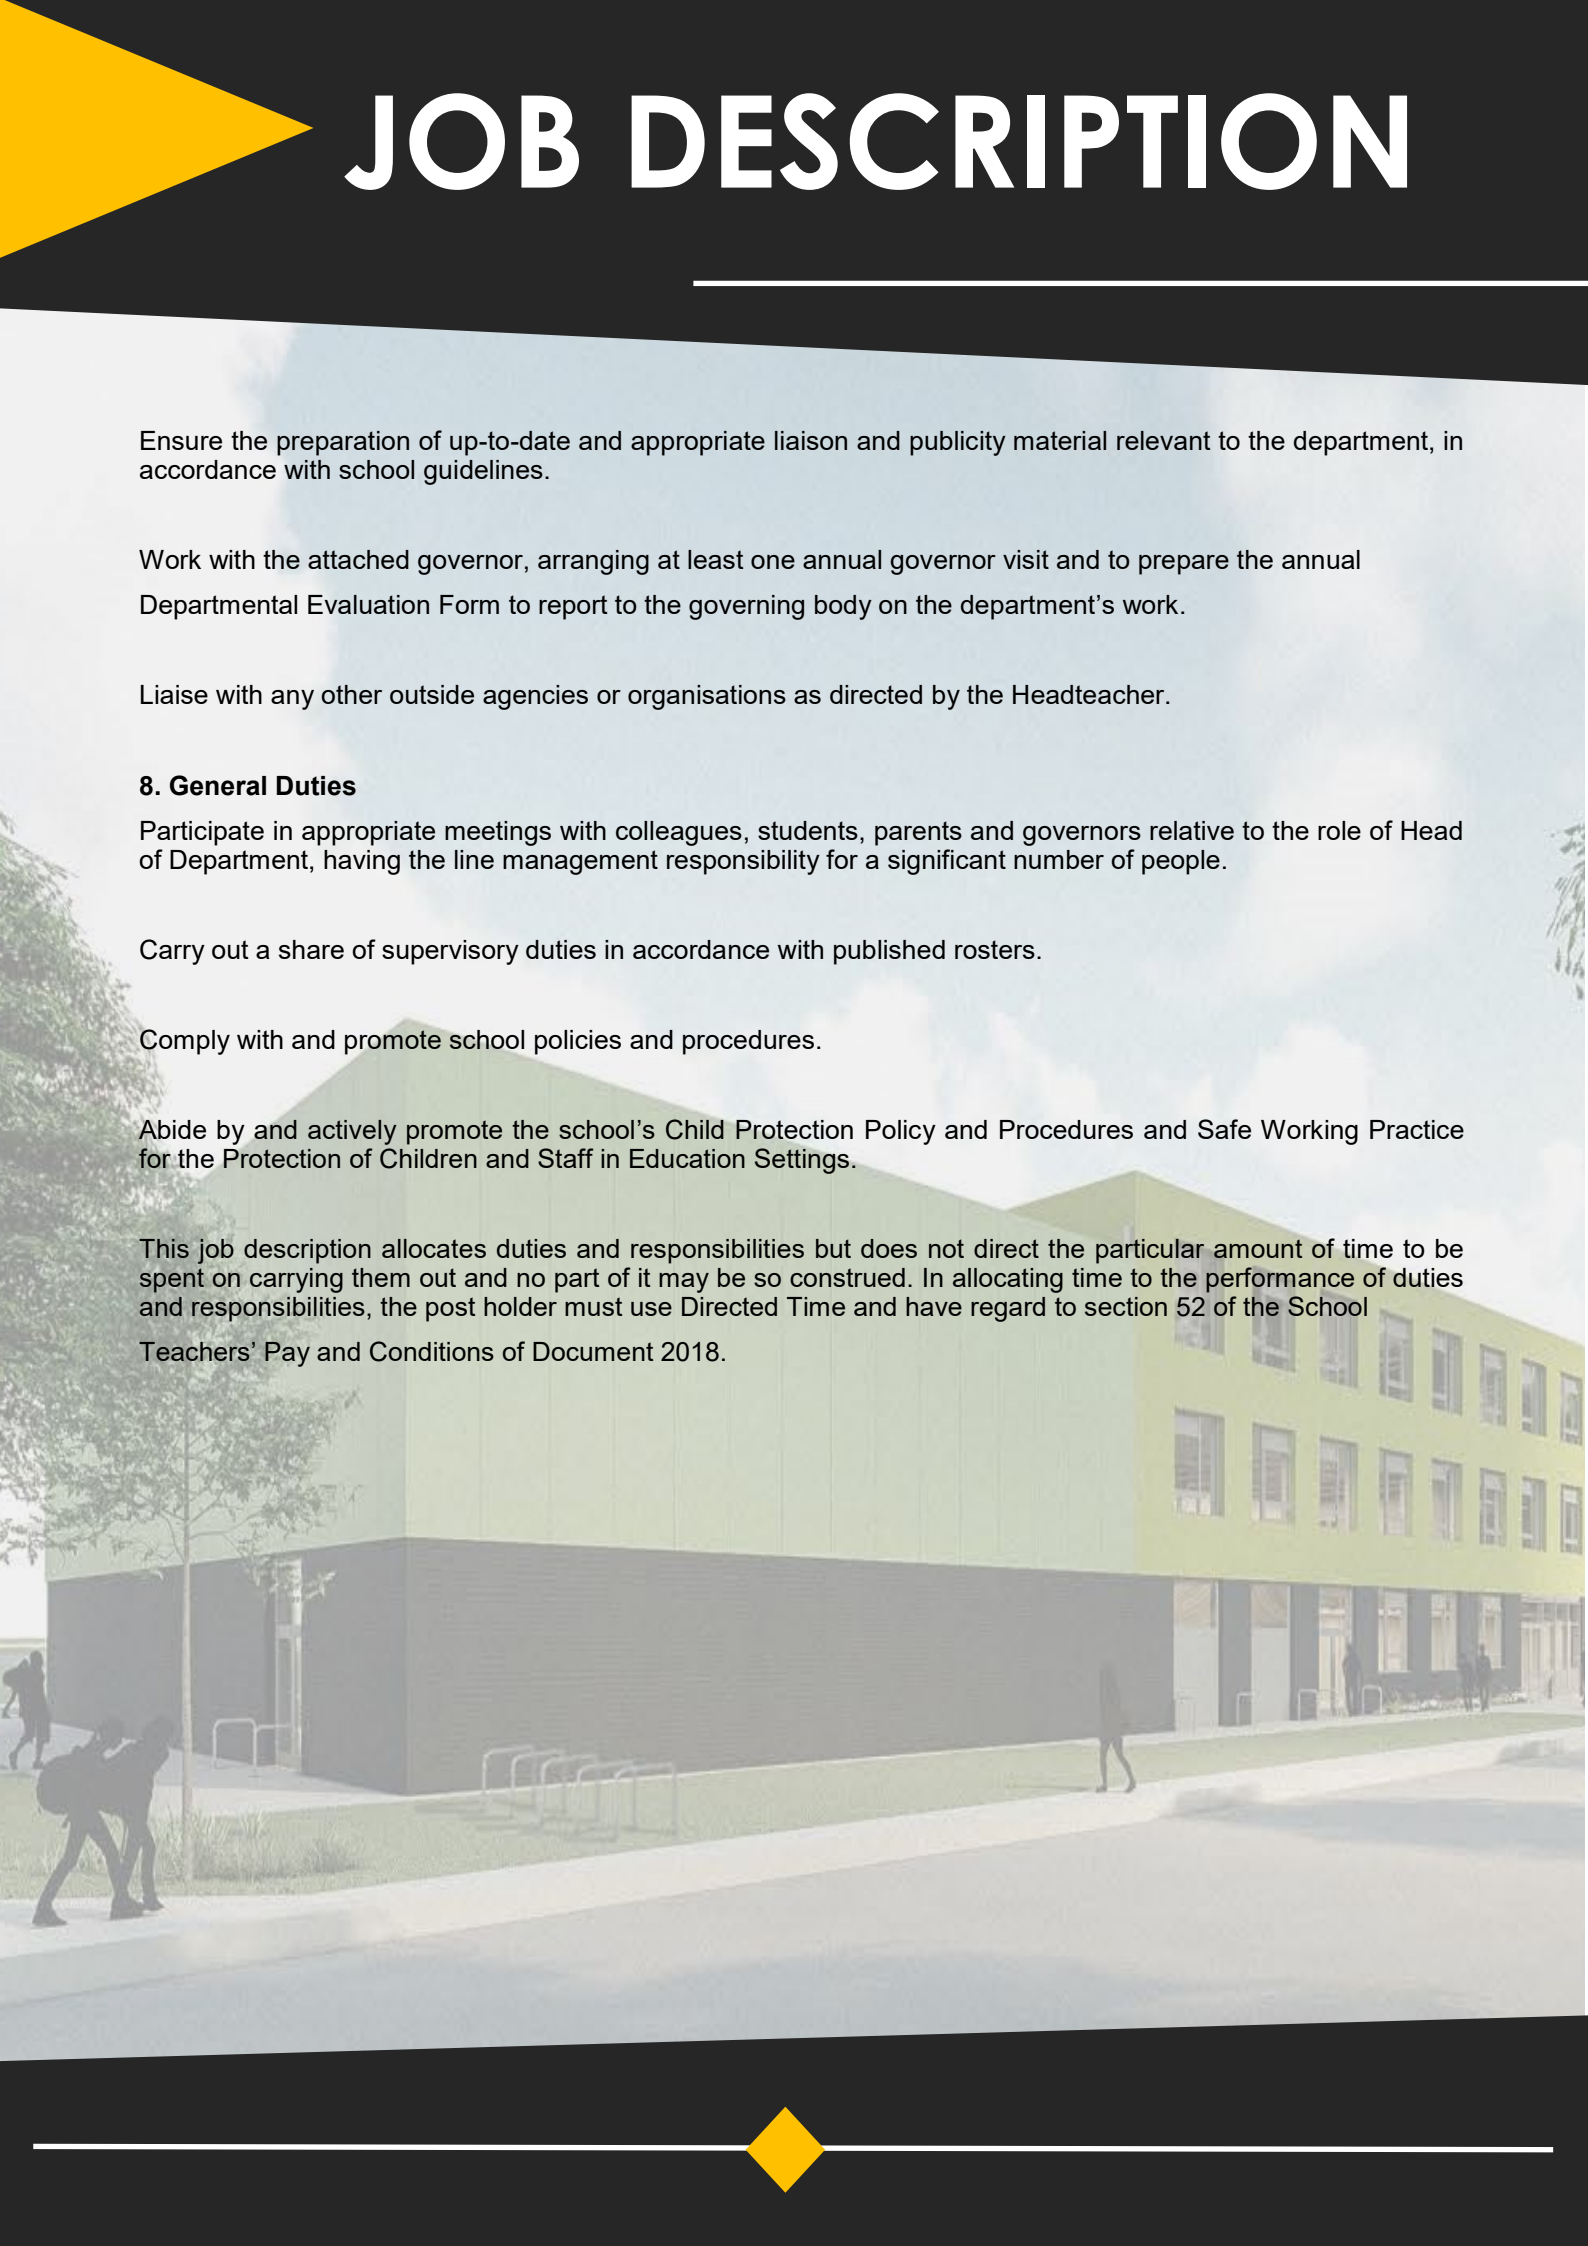 JOB DESCRIPTION
Ensure the preparation of up-to-date and appropriate liaison and publicity material relevant to the department, in
accordance with school guidelines.
Work with the attached governor, arranging at least one annual governor visit and to prepare the annual
Departmental Evaluation Form to report to the governing body on the department’s work.
Liaise with any other outside agencies or organisations as directed by the Headteacher.
8. General Duties
Participate in appropriate meetings with colleagues, students, parents and governors relative to the role of Head
of Department, having the line management responsibility for a significant number of people.
Carry out a share of supervisory duties in accordance with published rosters.
Comply with and promote school policies and procedures.
Abide by and actively promote the school’s Child Protection Policy and Procedures and Safe Working Practice
for the Protection of Children and Staff in Education Settings.
This job description allocates duties and responsibilities but does not direct the particular amount of time to be
spent on carrying them out and no part of it may be so construed. In allocating time to the performance of duties
and responsibilities, the post holder must use Directed Time and have regard to section 52 of the School
Teachers’ Pay and Conditions of Document 2018.